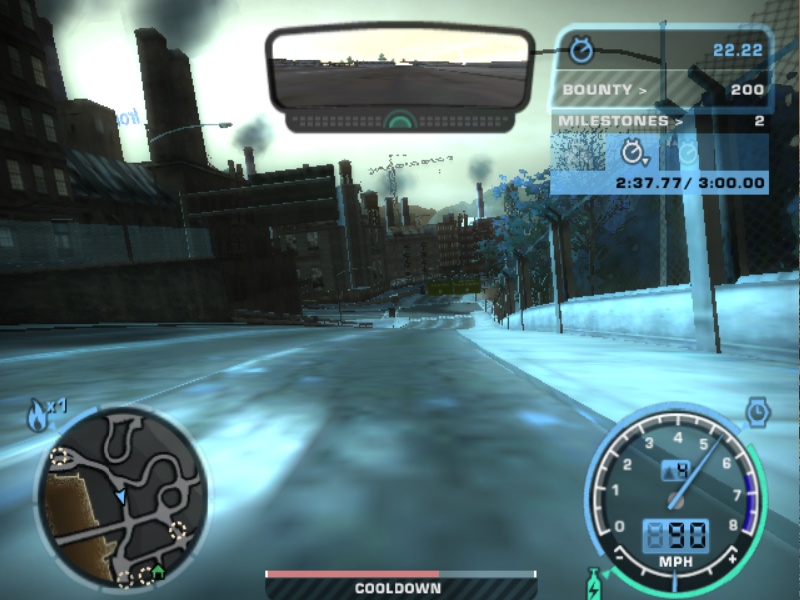 22.22
BOUNTY > 200
MILESTONES > 2
2:37.77/ 3:00.00
x1
0 1 2 3 4 5 6 7 8
4
90
MPH
COOLDOWN